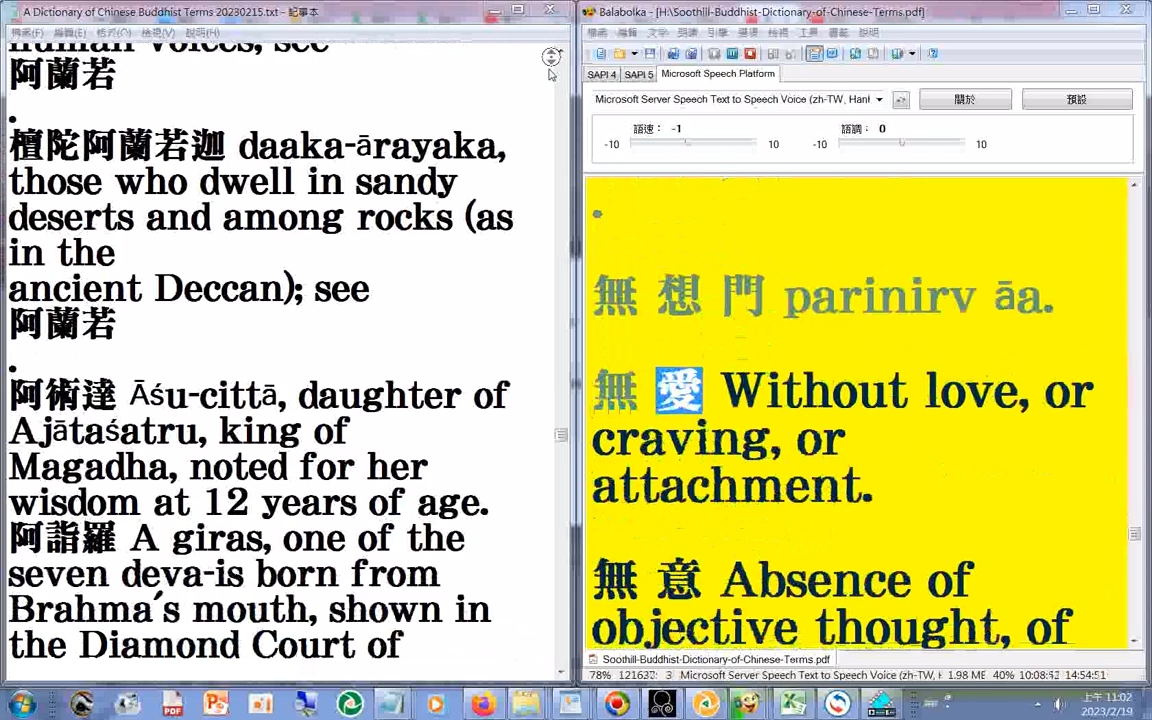 A Dictionary of Chinese Buddhist Terms 20230215.txt - 記事本
檔案(F) 編輯(E) 格式(O) 檢視(V) 說明(H)
human voices, see
阿蘭若
.
檀陀阿蘭若迦 daaka-ārayaka,
those who dwell in sandy
deserts and among rocks (as
in the
ancient Deccan); see
阿蘭若
.
阿術達 Āśu-cittā, daughter of
Ajātaśatru, king of
Magadha, noted for her
wisdom at 12 years of age.
阿詣羅 A giras, one of the
seven deva-is born from
Brahma's mouth, shown in
the Diamond Court of
Balabolka - [H:\Soothill-Buddhist-Dictionary-of-Chinese-Terms.pdf]
檔案 編輯 文字 朗讀 引擎 選項 檢視 工具 書籤 說明
SAPI 4 SAPI 5 Microsoft Speech Platform
Microsoft Server Speech Text to Speech Voice (zh-TW, Hanl
關於
預設
語速： -1 語調： 0
-10 10 -10 10
無 想 門 parinirv āa.
無 愛 Without love, or
craving, or
attachment.
無 意 Absence of
objective thought, of
Soothill-Buddhist-Dictionary-of-Chinese-Terms.pdf
78% 3 Microsoft Speech Platform Microsoft Server Speech Text to Speech Voice (zh-TW, 1.98 ME 40% 14:54:51
上午 11:02
2023/2/19